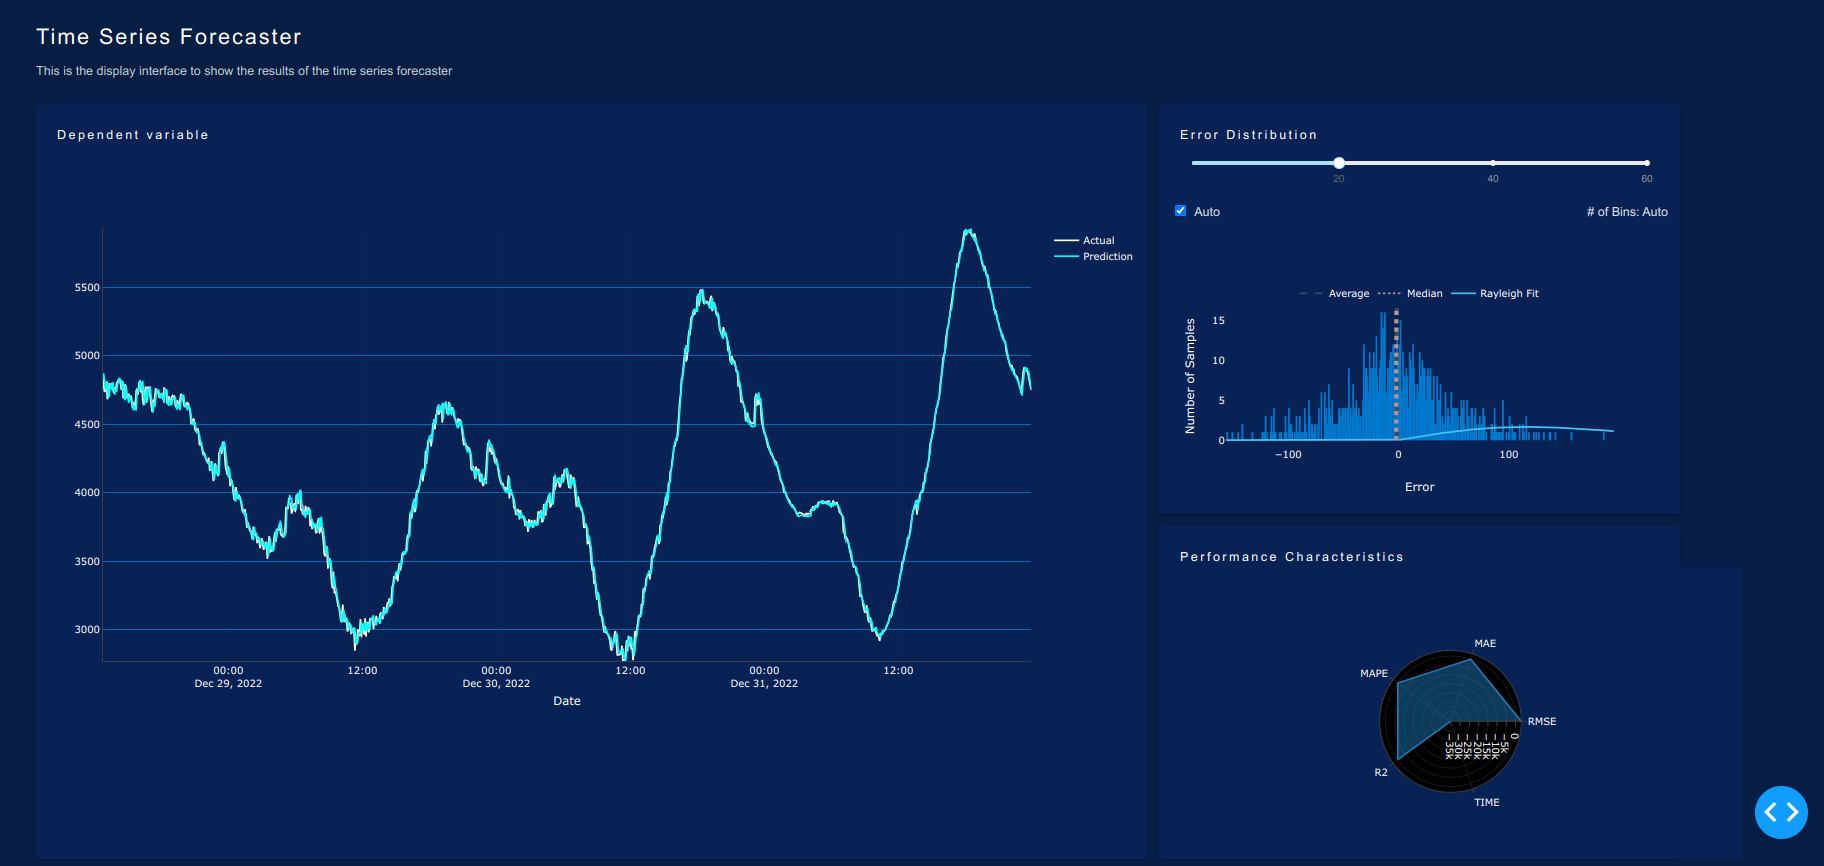 Time Series Forecaster
This is the display interface to show the results of the time series forecaster
Dependent variable
Actual
Prediction
5500
5000
4500
4000
3500
3000
00:00
Dec 29, 2022
12:00
00:00
Dec 30, 2022
12:00
00:00
Dec 31, 2022
12:00
Date
Error Distribution
20
40
60
Auto
# of Bins: Auto
Average
Median
Rayleigh Fit
Number of Samples
15
10
5
0
−100
0
100
Error
Performance Characteristics
MAE
MAPE
RMSE
R2
TIME
−35k
−30k
−25k
−20k
−15k
−10k
−5k
0